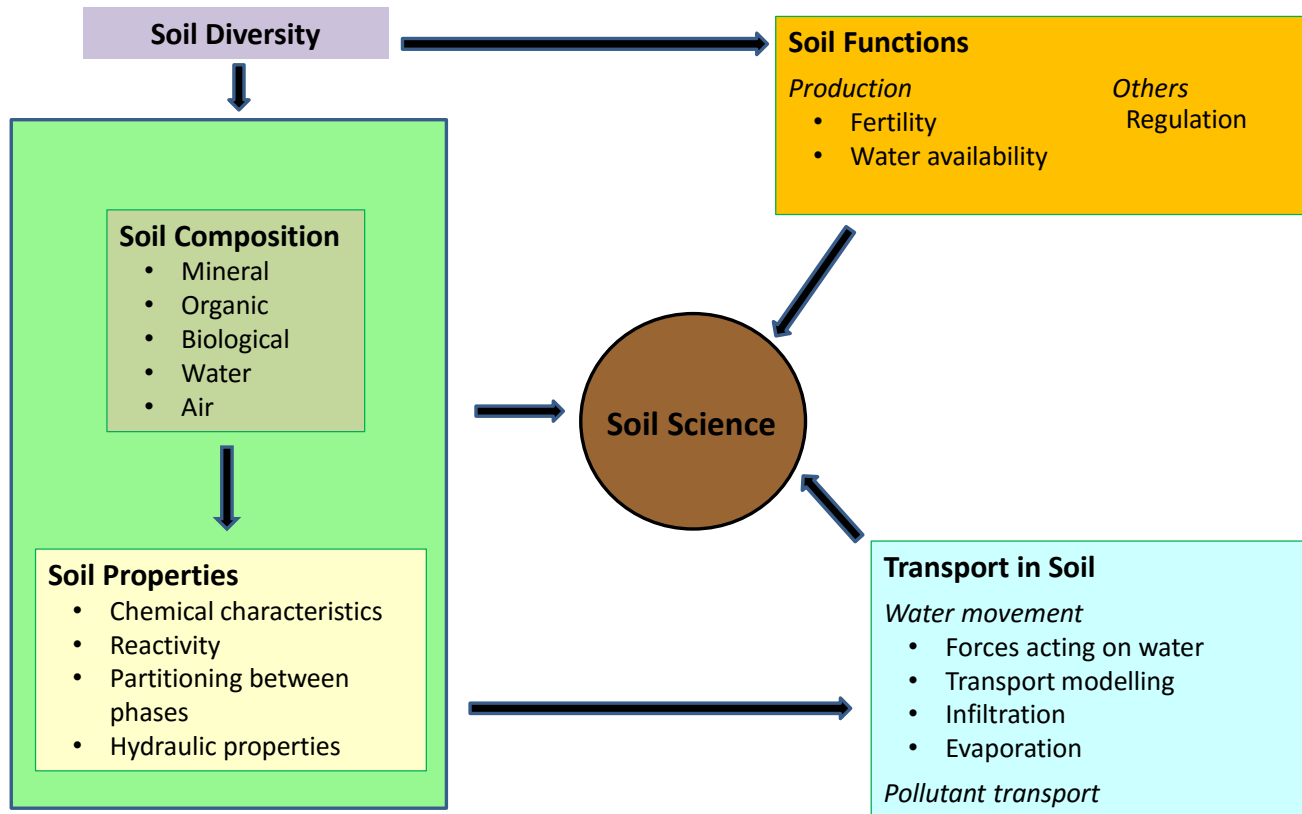 Soil Diversity
Soil Functions
Production
• Fertility
• Water availability
Others
Regulation
Soil Composition
• Mineral
• Organic
• Biological
• Water
• Air
Soil Science
Soil Properties
• Chemical characteristics
• Reactivity
• Partitioning between
phases
• Hydraulic properties
Transport in Soil
Water movement
• Forces acting on water
• Transport modelling
• Infiltration
• Evaporation
Pollutant transport